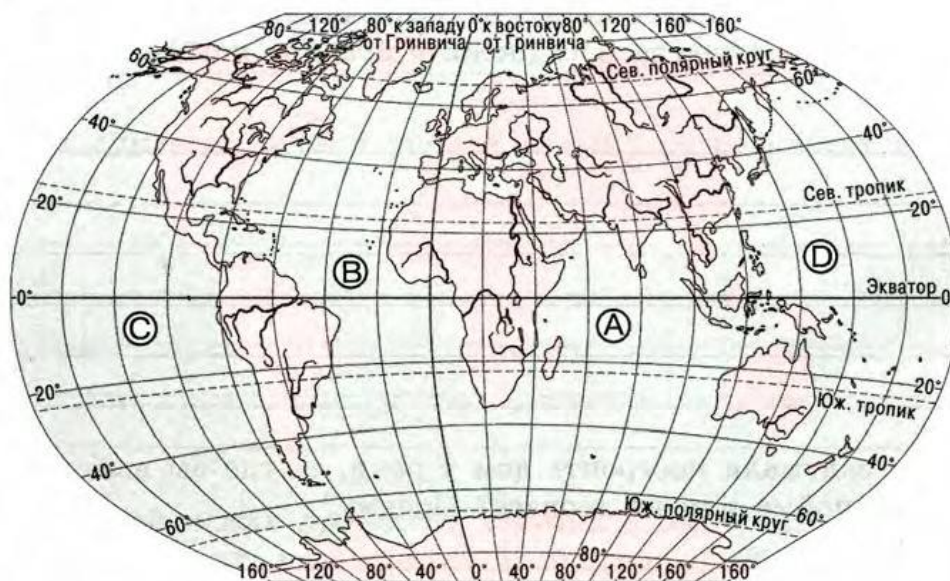 80° 120° 80° к западу 0° к востоку 80° 120° 160°
от Гринвича от Гринвича
80° 160°
60° Сев. полярный круг 60°
40° 40°
Сев. тропик
20° 20°
B D
Экватор
0° 0°
C A
20° 20°
Юж. тропик
40° 40°
Юж. полярный круг
60° 60°
80°
160° 120° 80° 40° 0° 40° 80° 120° 160°